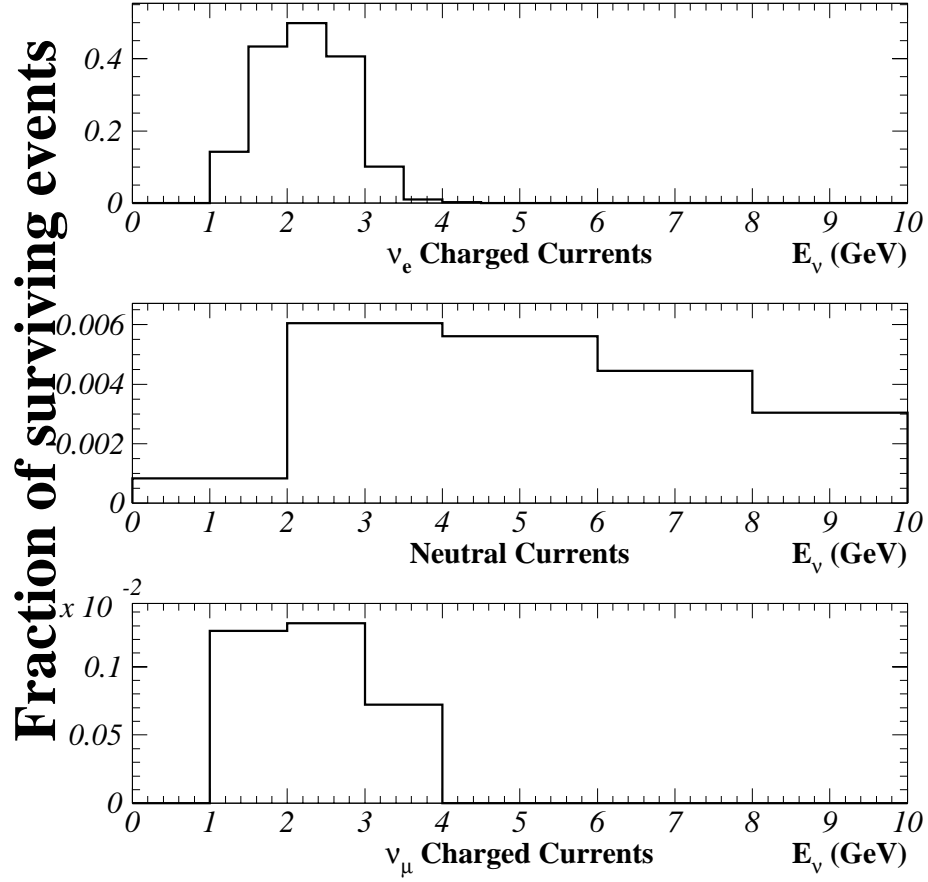 Fraction of surviving events
0.4
0.2
0
0 1 2 3 4 5 6 7 8 9 10
νe Charged Currents Eν (GeV)
0.006
0.004
0.002
0
0 1 2 3 4 5 6 7 8 9 10
Neutral Currents Eν (GeV)
x 10 -2
0.1
0.05
0
0 1 2 3 4 5 6 7 8 9 10
νμ Charged Currents Eν (GeV)